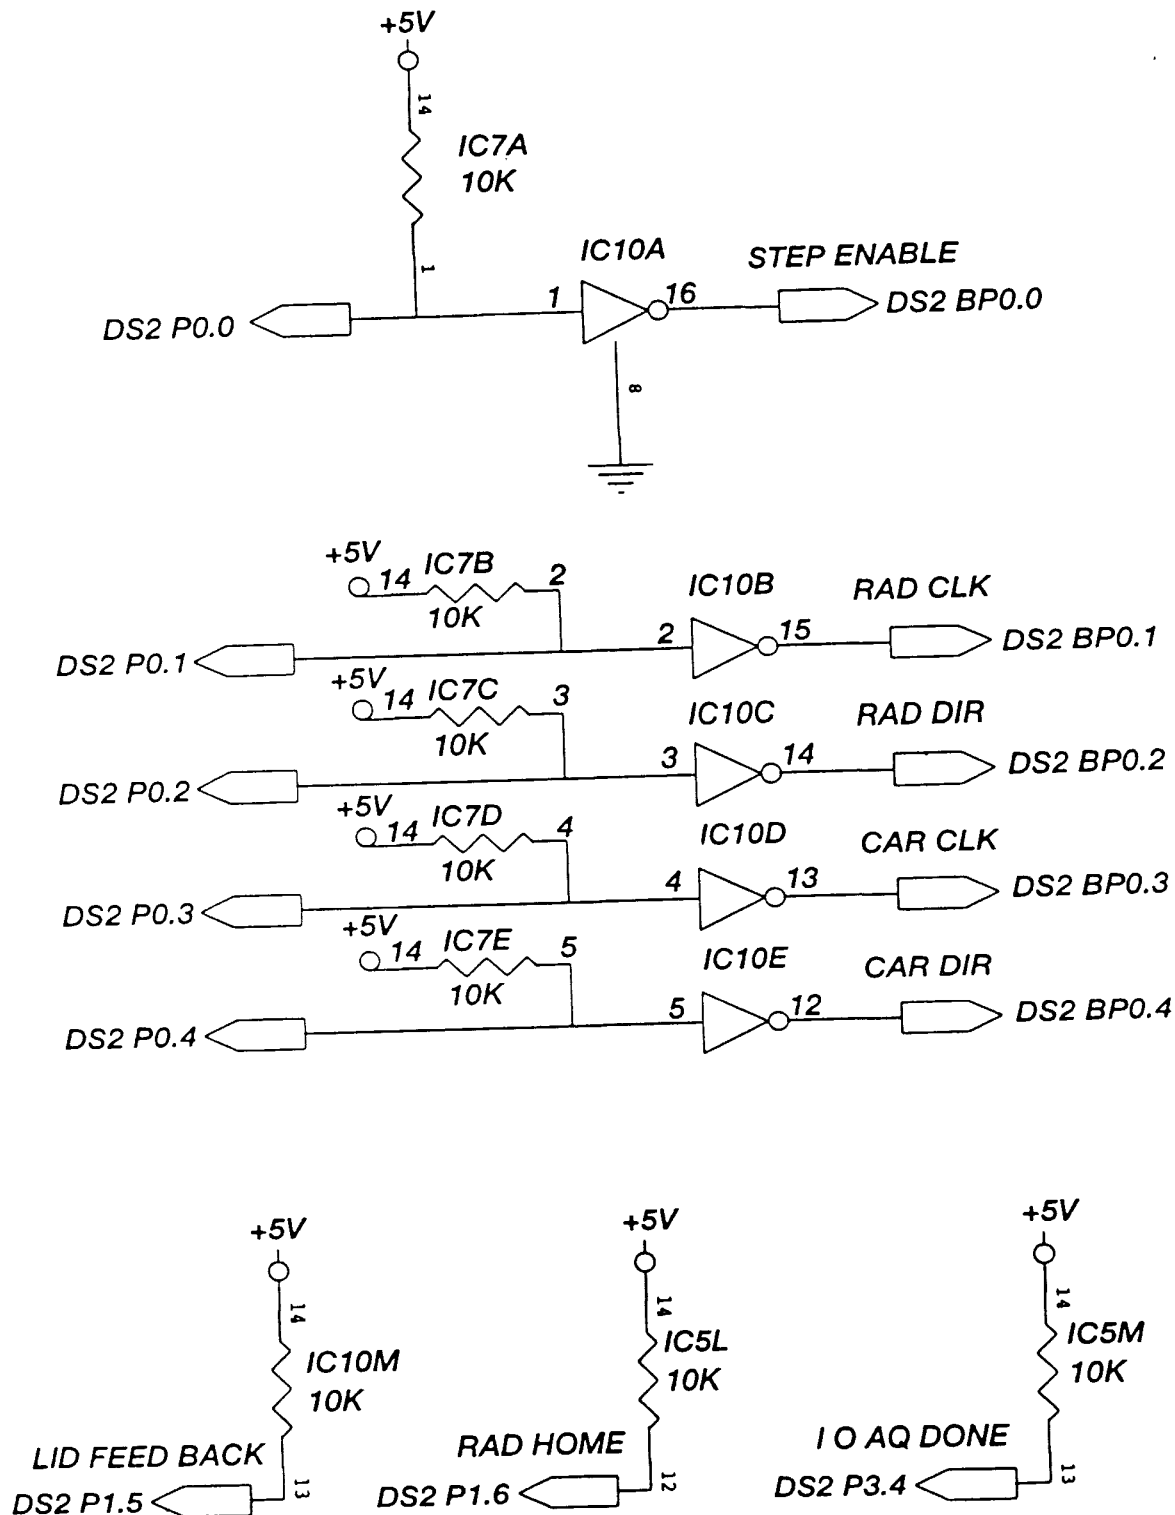 +5V
14
IC7A
10K
1
IC10A
STEP ENABLE
1
16
DS2 P0.0
DS2 BP0.0
8
+5V
14
IC7B
2
10K
IC10B
RAD CLK
2
15
DS2 P0.1
DS2 BP0.1
+5V
14
IC7C
3
10K
IC10C
RAD DIR
3
14
DS2 P0.2
DS2 BP0.2
+5V
14
IC7D
4
10K
IC10D
CAR CLK
4
13
DS2 P0.3
DS2 BP0.3
+5V
14
IC7E
5
10K
IC10E
CAR DIR
5
12
DS2 P0.4
DS2 BP0.4
+5V
14
IC10M
10K
LID FEED BACK
13
DS2 P1.5
+5V
14
IC5L
10K
RAD HOME
12
DS2 P1.6
+5V
14
IC5M
10K
I O AQ DONE
13
DS2 P3.4